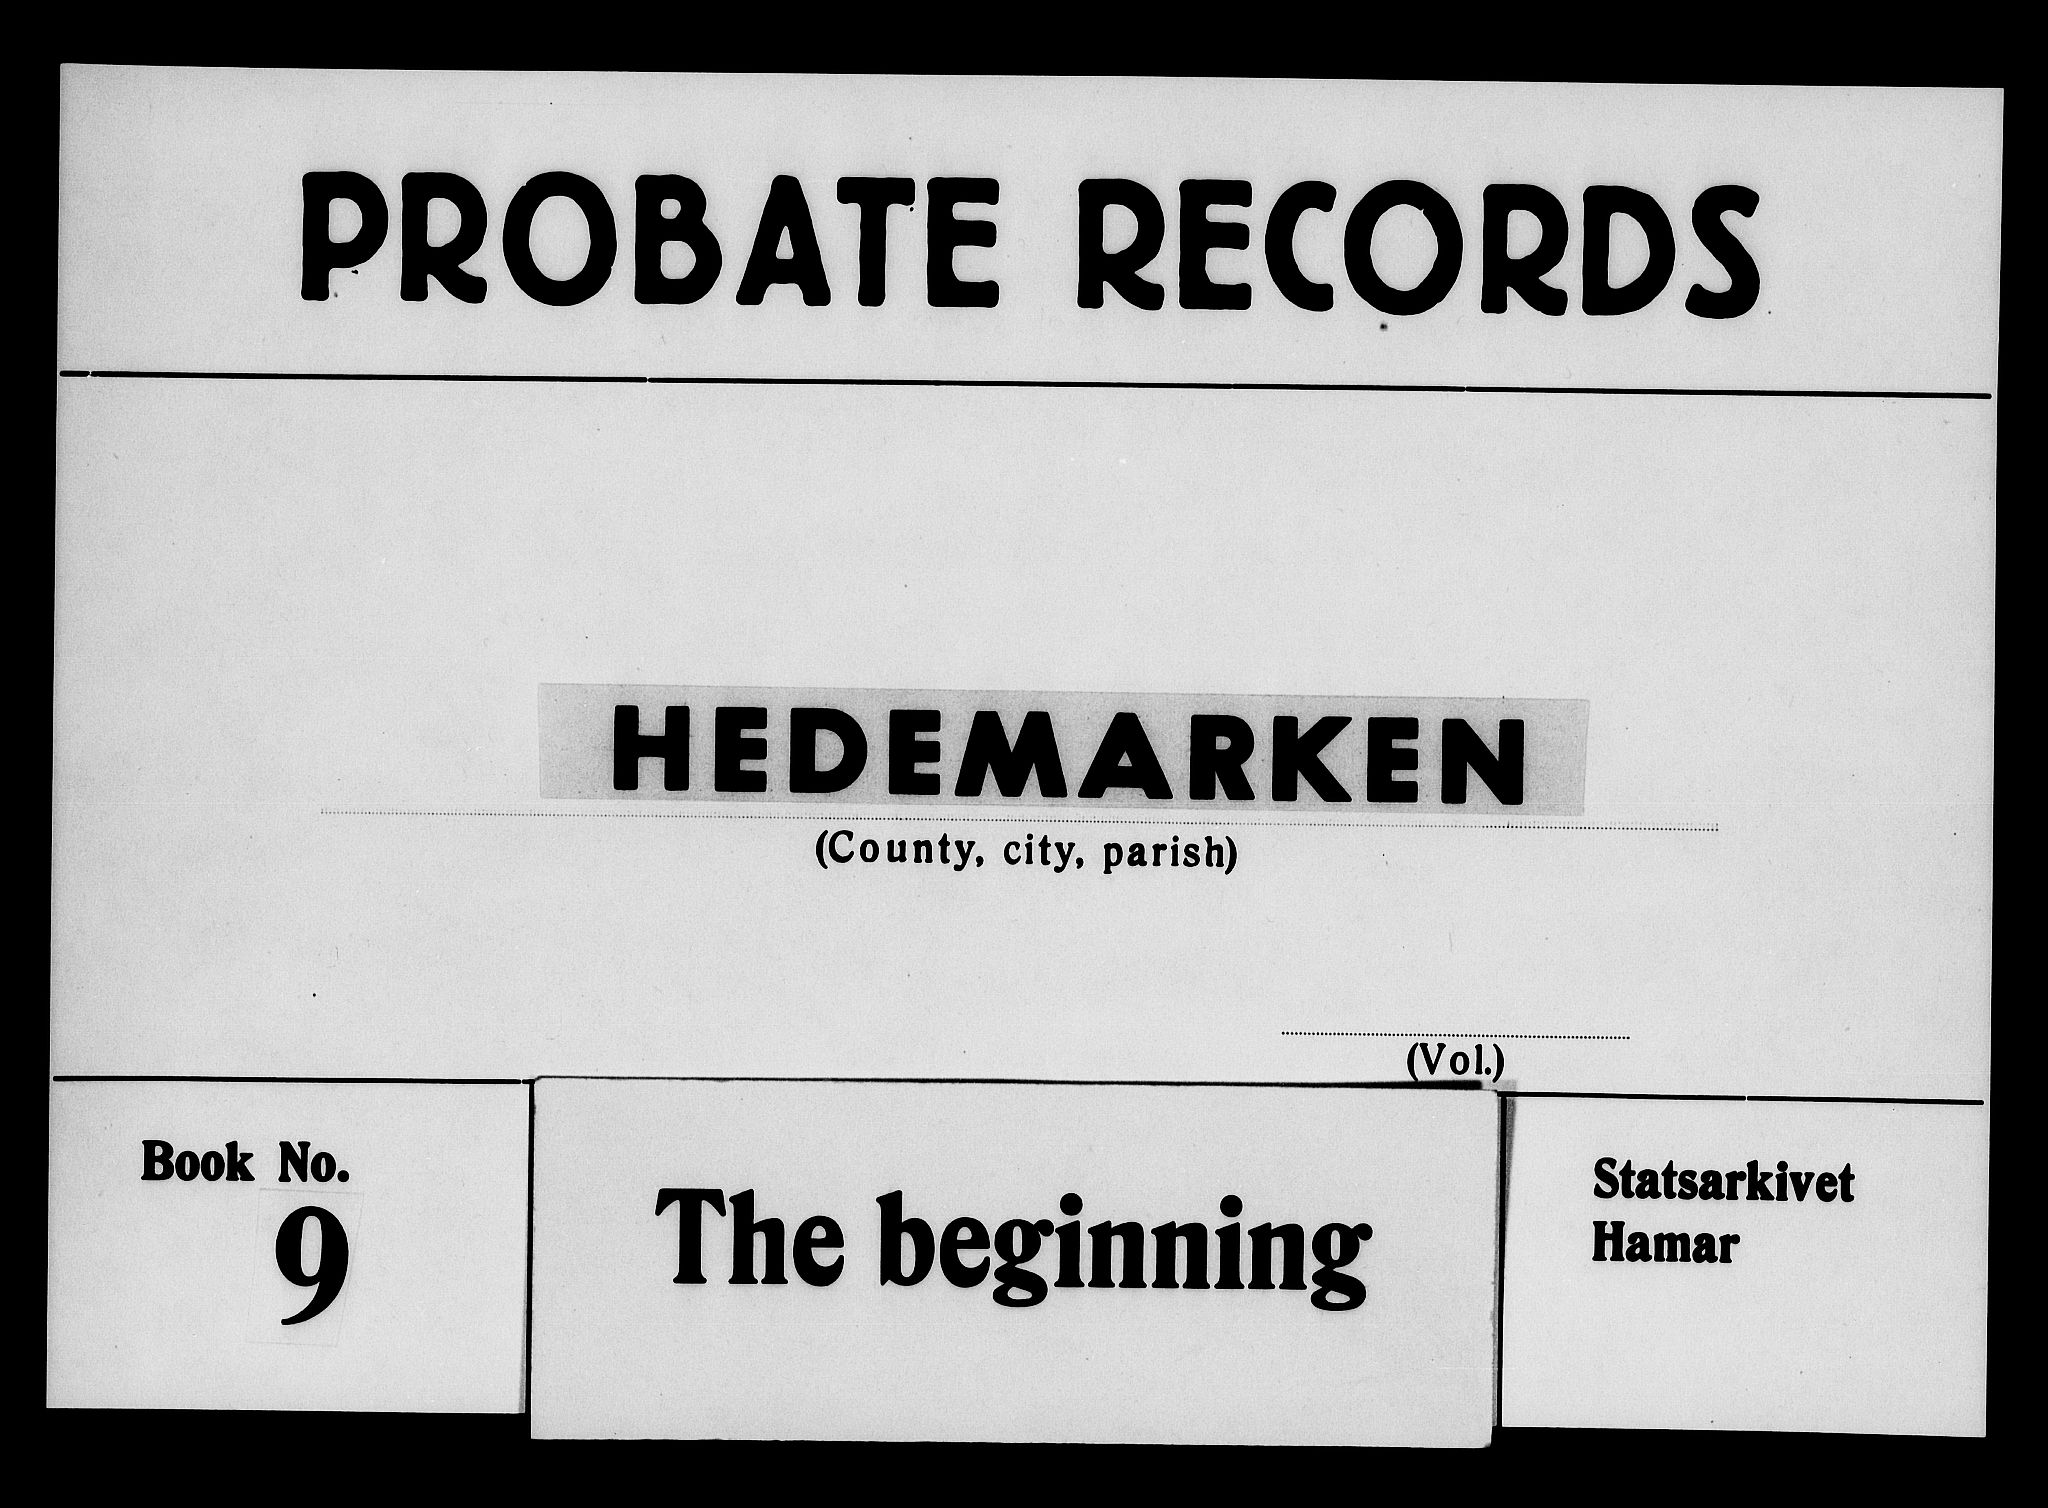 PROBATE RECORDS
HEDEMARKEN
(County, city, parish)
(Vol.)
Book No.
9
The beginning
Statsarkivet
Hamar